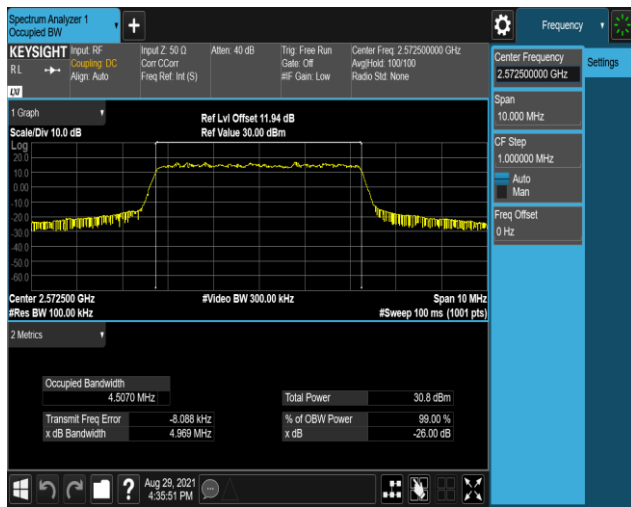 Spectrum Analyzer 1
Occupied BW
+
Frequency
KEYSIGHT
RL
LXI
Input: RF
Coupling: DC
Align: Auto
Input Z: 50 Ω
Corr CCorr
Freq Ref: Int (S)
Atten: 40 dB
Trig: Free Run
Gate: Off
#IF Gain: Low
Center Freq: 2.572500000 GHz
Avg|Hold: 100/100
Radio Std: None
Center Frequency
2.572500000 GHz
Settings
Span
10.000 MHz
CF Step
1.000000 MHz
Auto
Man
Freq Offset
0 Hz
1 Graph
Scale/Div 10.0 dB
Ref Lvl Offset 11.94 dB
Ref Value 30.00 dBm
Log
20.0
10.0
0.00
-10.0
-20.0
-30.0
-40.0
-50.0
-60.0
Center 2.572500 GHz
#Res BW 100.00 kHz
#Video BW 300.00 kHz
Span 10 MHz
#Sweep 100 ms (1001 pts)
2 Metrics
Occupied Bandwidth
4.5070 MHz
Total Power 30.8 dBm
Transmit Freq Error -8.088 kHz
% of OBW Power 99.00 %
x dB Bandwidth 4.969 MHz
x dB -26.00 dB
?
Aug 29, 2021
4:35:51 PM